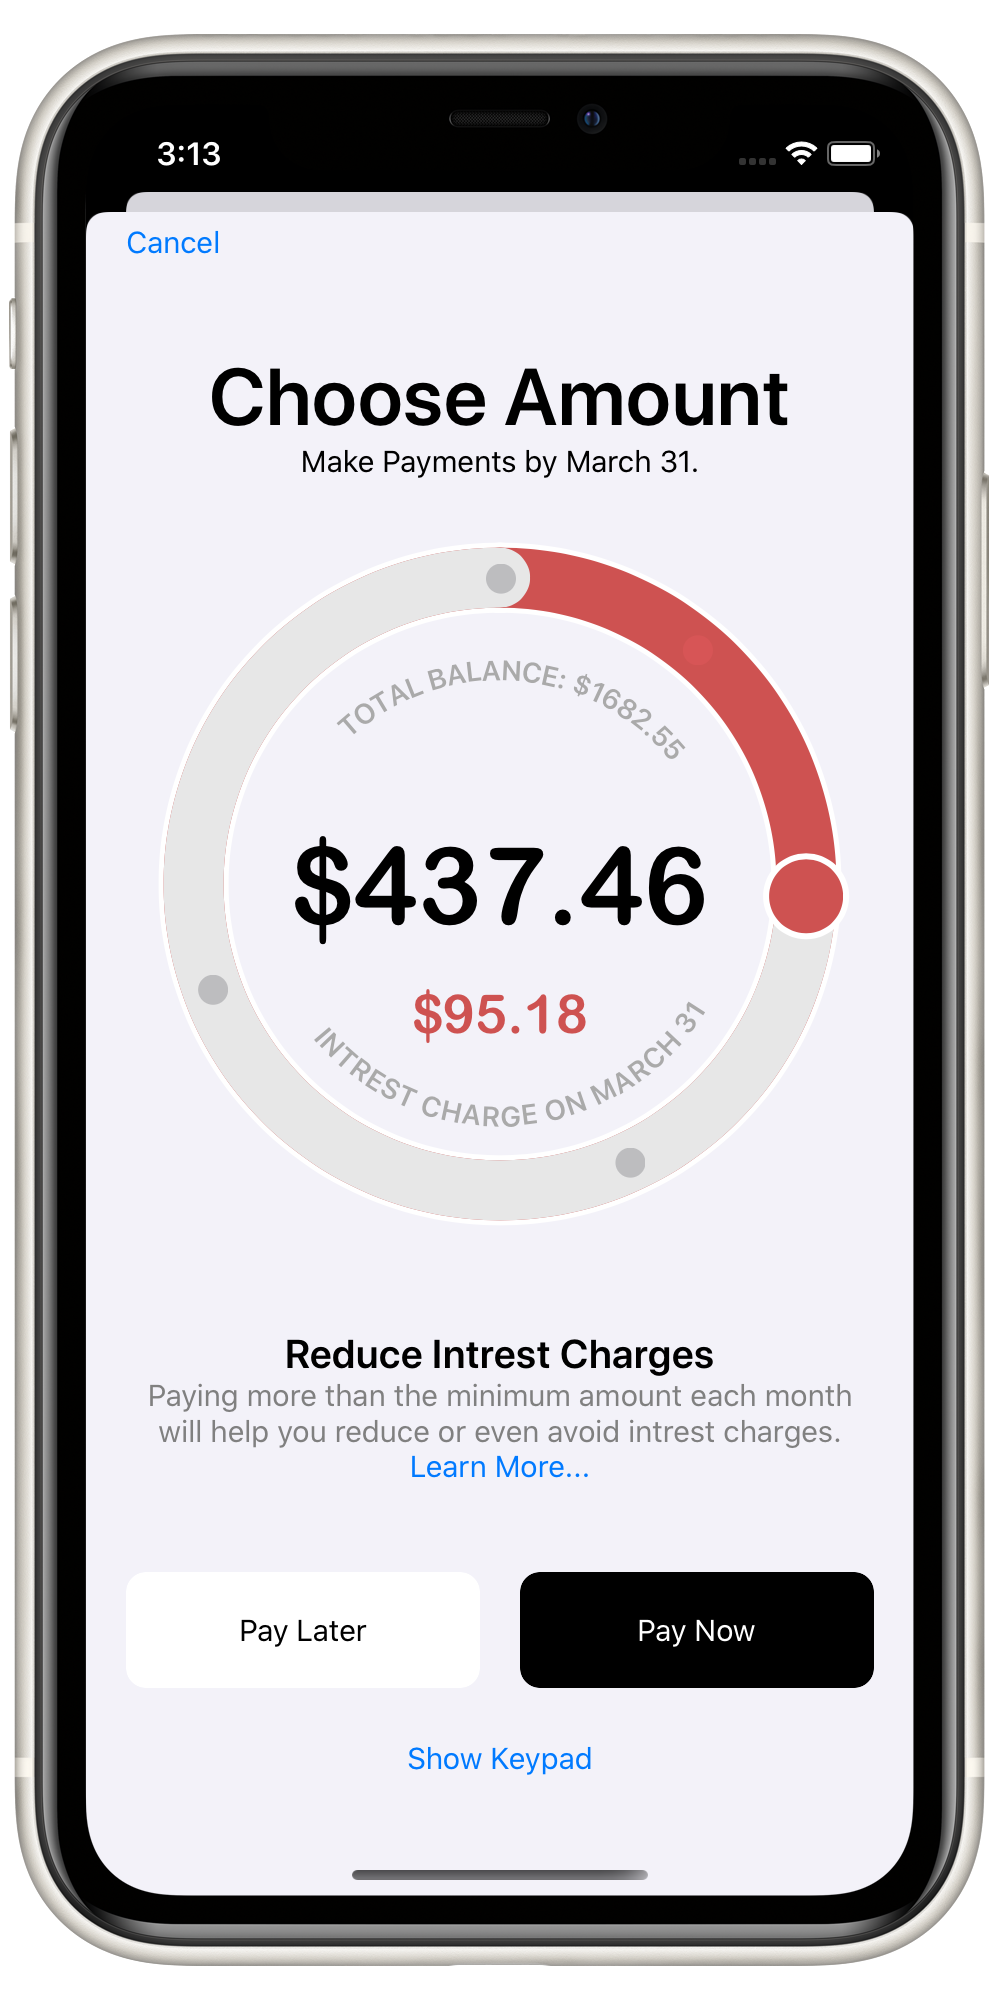 3:13
Cancel
Choose Amount
Make Payments by March 31.
TOTAL BALANCE: $1682.55
$437.46
$95.18
INTREST CHARGE ON MARCH 31
Reduce Intrest Charges
Paying more than the minimum amount each month
will help you reduce or even avoid intrest charges.
Learn More...
Pay Later
Pay Now
Show Keypad